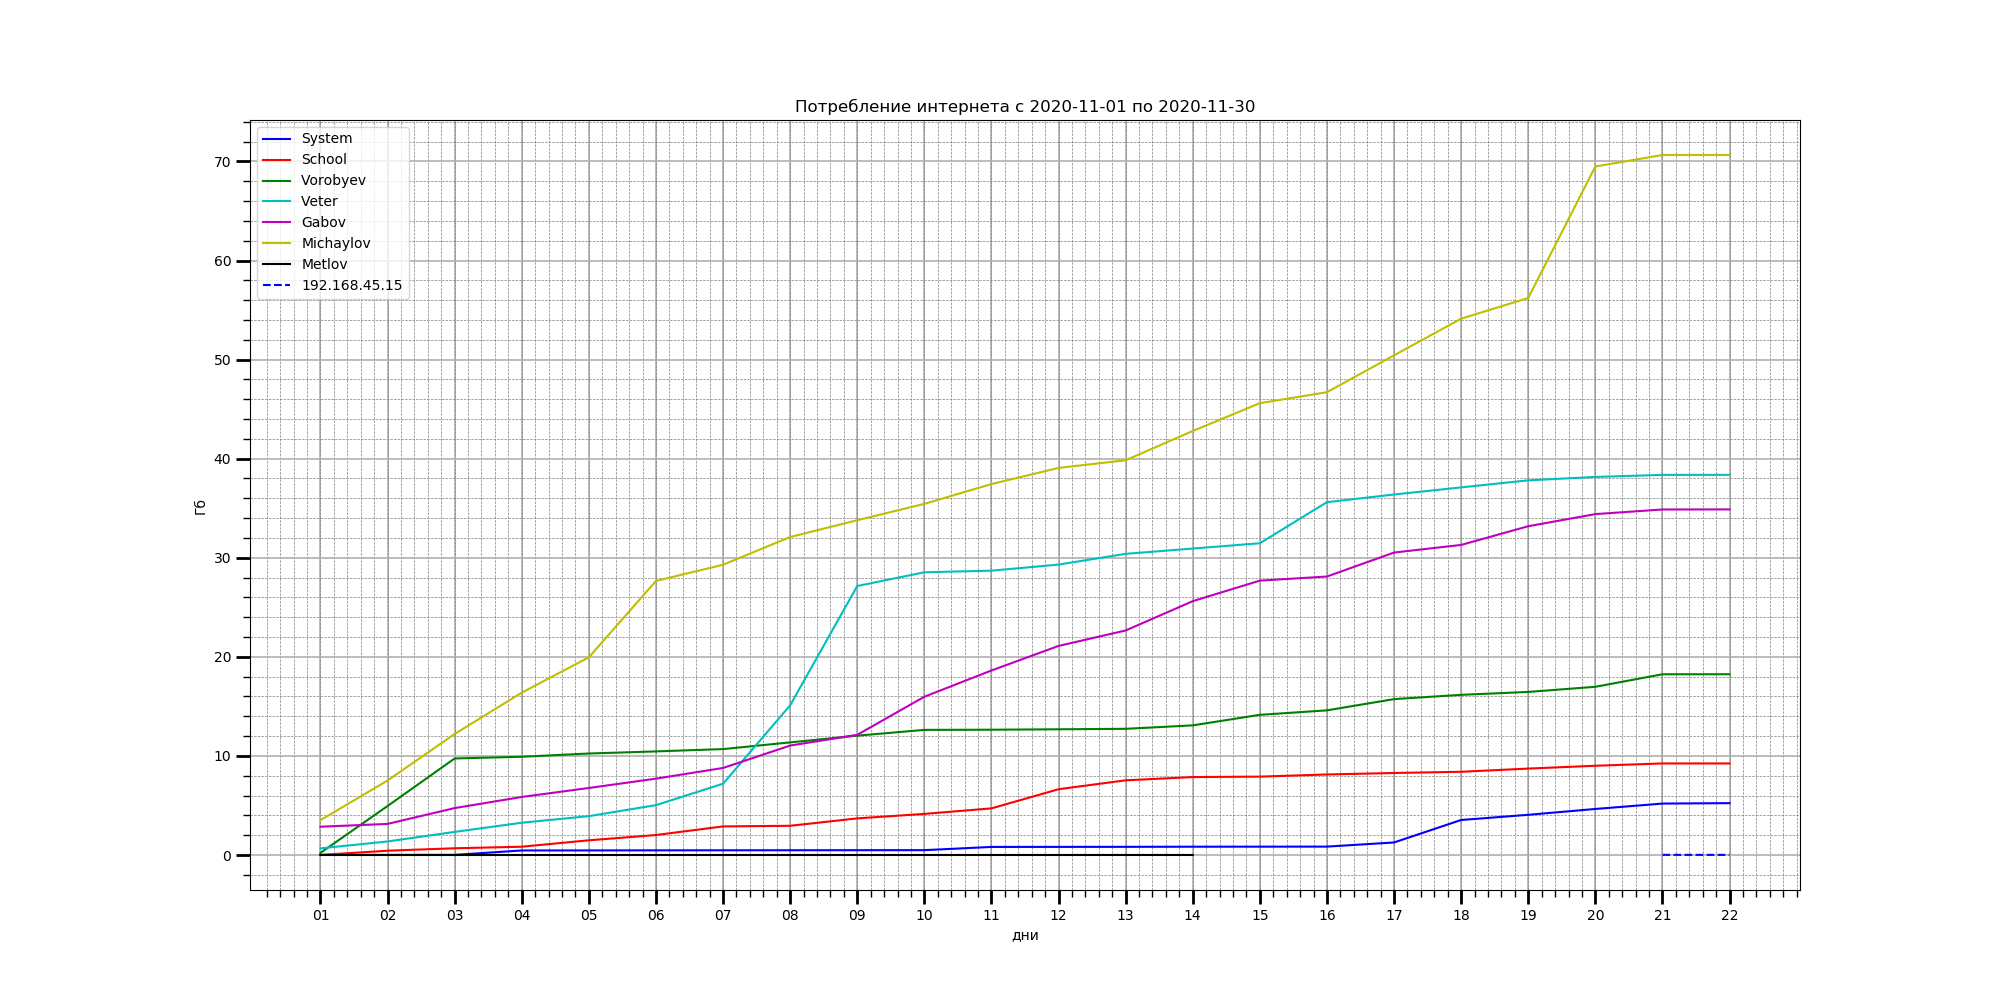 Потребление интернета с 2020-11-01 по 2020-11-30
System
School
Vorobyev
Veter
Gabov
Michaylov
Metlov
192.168.45.15
70
60
50
40
30
20
10
0
Гб
01 02 03 04 05 06 07 08 09 10 11 12 13 14 15 16 17 18 19 20 21 22
дни